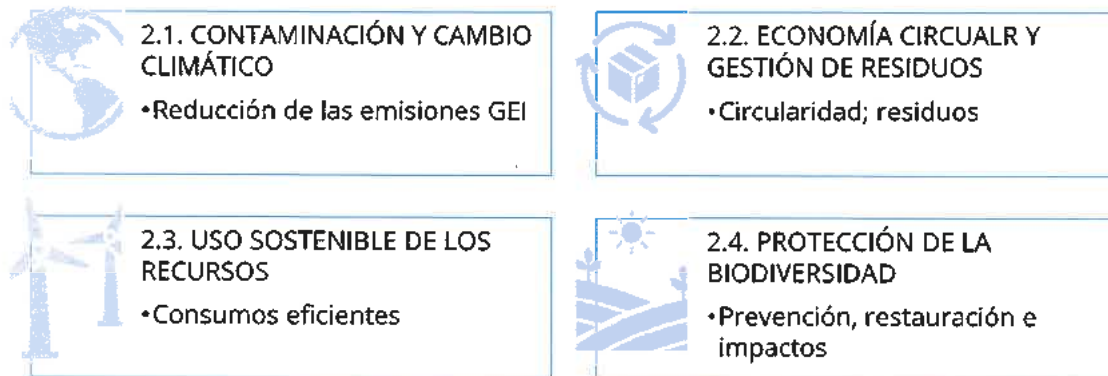 2.1. CONTAMINACIÓN Y CAMBIO
CLIMÁTICO
•Reducción de las emisiones GEI
2.2. ECONOMÍA CIRCUALR Y
GESTIÓN DE RESIDUOS
•Circularidad; residuos
2.3. USO SOSTENIBLE DE LOS
RECURSOS
•Consumos eficientes
2.4. PROTECCIÓN DE LA
BIODIVERSIDAD
•Prevención, restauración e
impactos